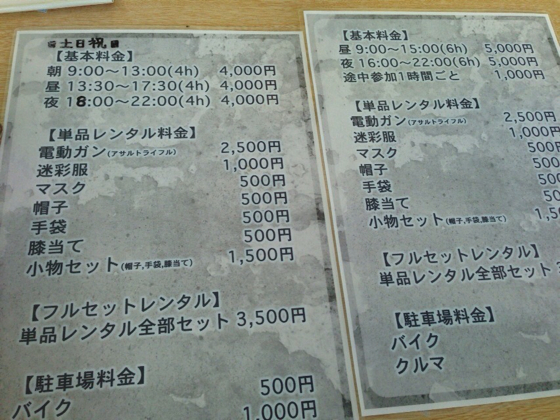 土日祝
【基本料金】
朝 9:00〜13:00(4h) 4,000円
昼 13:30〜17:30(4h) 4,000円
夜 18:00〜22:00(4h) 4,000円
【単品レンタル料金】
電動ガン(アサルトライフル) 2,500円
迷彩服 1,000円
マスク 500円
帽子 500円
手袋 500円
膝当て 500円
小物セット(帽子,手袋,膝当て) 1,500円
【フルセットレンタル】
単品レンタル全部セット 3,500円
【駐車場料金】
バイク 500円
1,000円
【基本料金】
昼 9:00〜15:00(6h) 5,000円
夜 16:00〜22:00(6h) 5,000円
途中参加1時間ごと 1,000円
【単品レンタル料金】
電動ガン(アサルトライフル) 2,500円
迷彩服 1,000円
マスク 500円
帽子
手袋
膝当て
小物セット(帽子,手袋,膝当て)
【フルセットレンタル】
単品レンタル全部セット
【駐車場料金】
バイク
クルマ